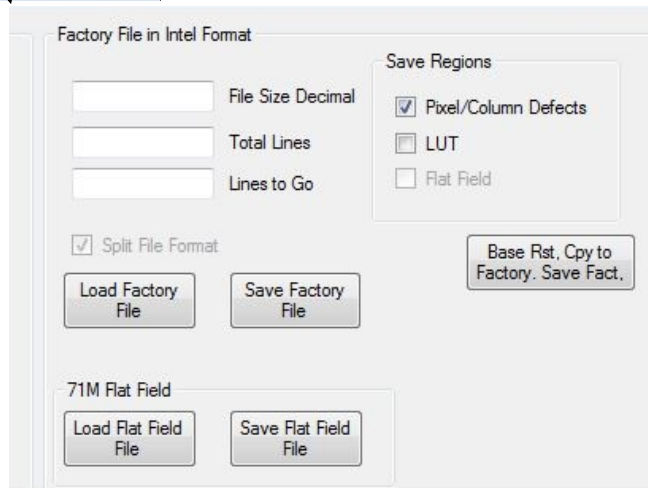 Factory File in Intel Format
Save Regions
File Size Decimal
Pixel/Column Defects
Total Lines
LUT
Lines to Go
Flat Field
Split File Format
Base Rst, Cpy to
Factory. Save Fact,
Load Factory
File
Save Factory
File
71M Flat Field
Load Flat Field
File
Save Flat Field
File